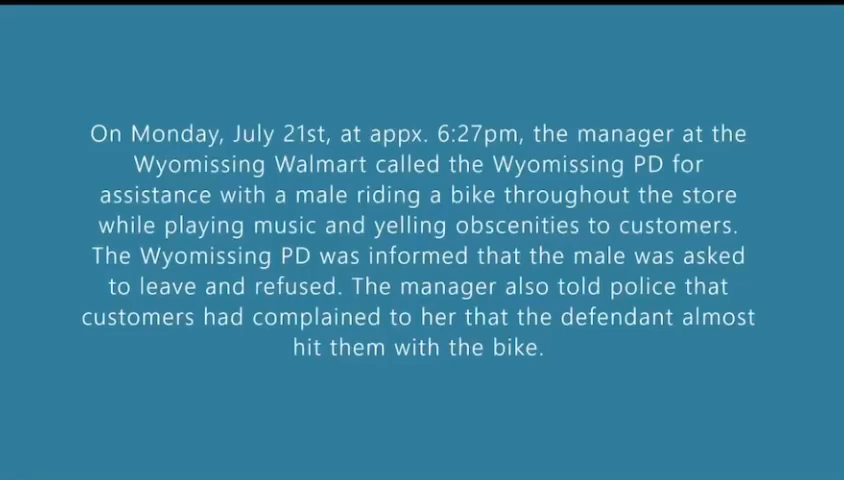 On Monday, July 21st, at appx. 6:27pm, the manager at the
Wyomissing Walmart called the Wyomissing PD for
assistance with a male riding a bike throughout the store
while playing music and yelling obscenities to customers.
The Wyomissing PD was informed that the male was asked
to leave and refused. The manager also told police that
customers had complained to her that the defendant almost
hit them with the bike.